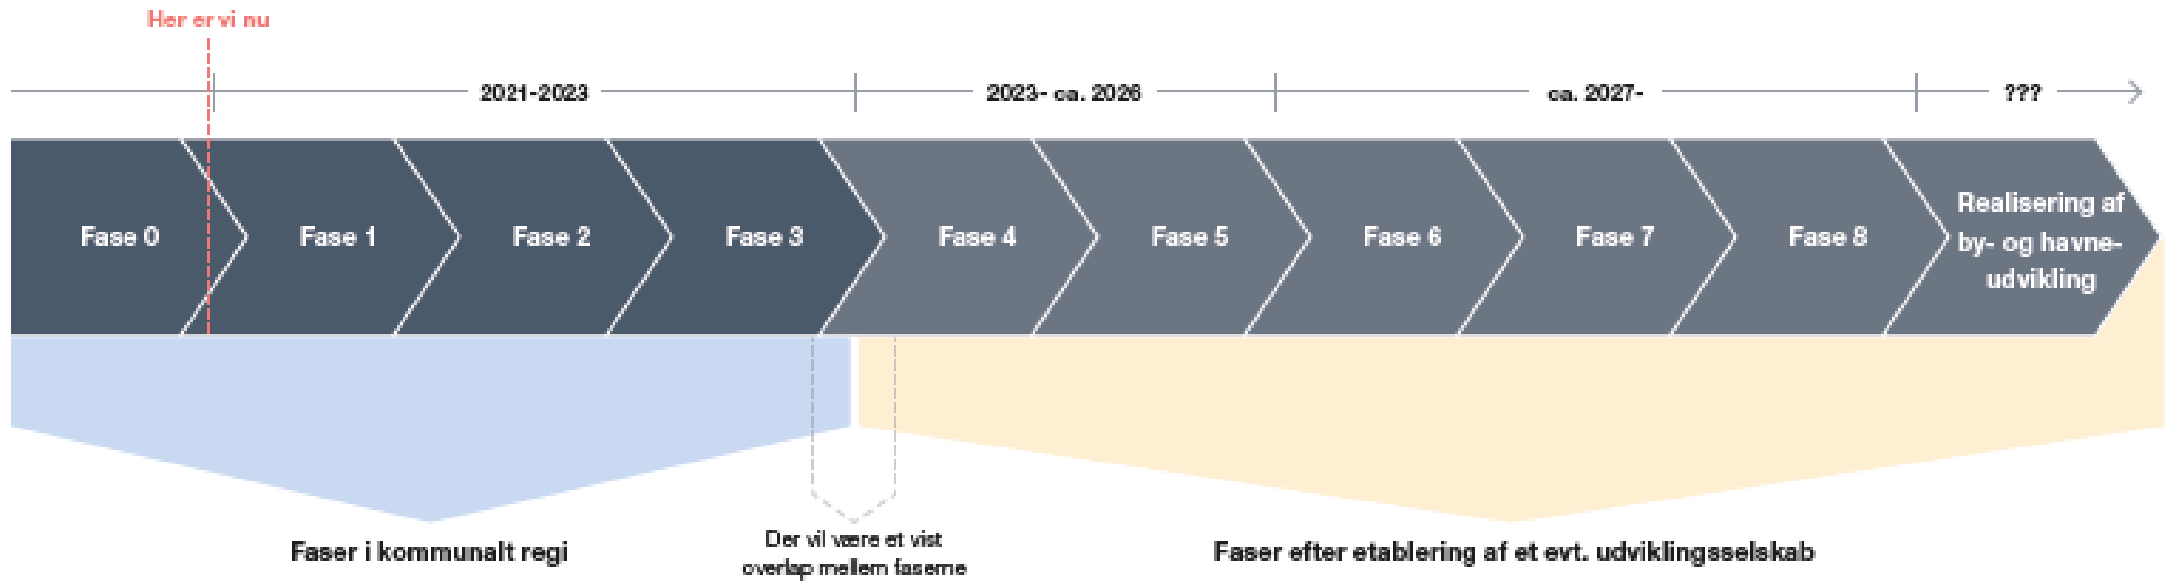 Her er vi nu
2021-2023
2023- ca. 2026
ca. 2027-
???
Fase 0
Fase 1
Fase 2
Fase 3
Fase 4
Fase 5
Fase 6
Fase 7
Fase 8
Realisering af
by- og havne-
udvikling
Faser i kommunalt regi
Der vil være et vist
overlap mellem faserne
Faser efter etablering af et evt. udviklingsselskab